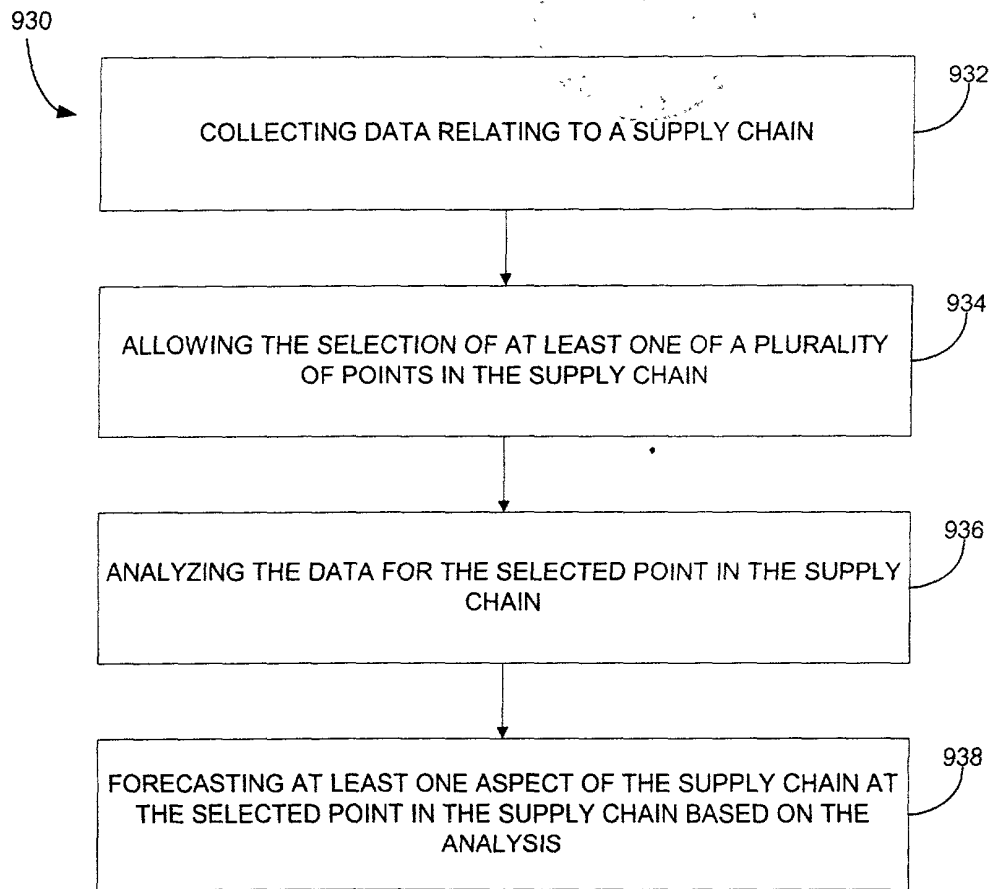 930
932
COLLECTING DATA RELATING TO A SUPPLY CHAIN
934
ALLOWING THE SELECTION OF AT LEAST ONE OF A PLURALITY
OF POINTS IN THE SUPPLY CHAIN
936
ANALYZING THE DATA FOR THE SELECTED POINT IN THE SUPPLY
CHAIN
938
FORECASTING AT LEAST ONE ASPECT OF THE SUPPLY CHAIN AT
THE SELECTED POINT IN THE SUPPLY CHAIN BASED ON THE
ANALYSIS